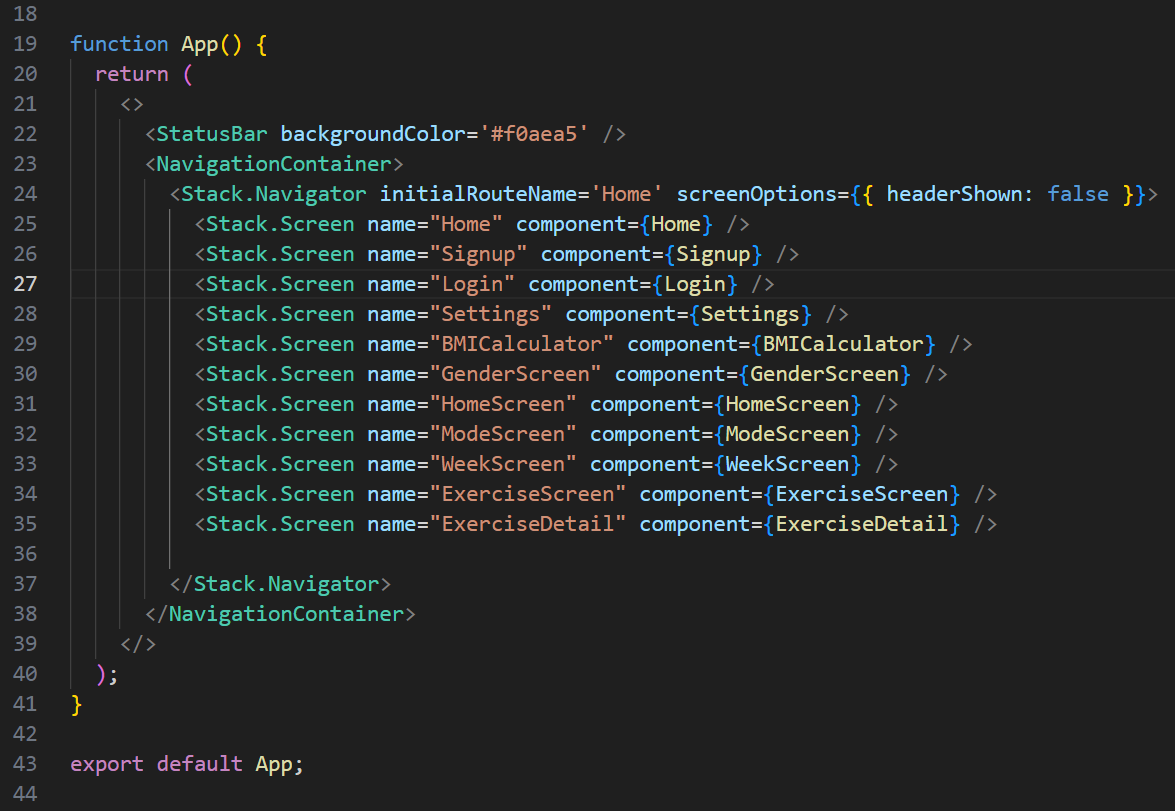 18
19 function App() {
20   return (
21     <>
22       <StatusBar backgroundColor='#f0aea5' />
23       <NavigationContainer>
24         <Stack.Navigator initialRouteName='Home' screenOptions={{ headerShown: false }}>
25           <Stack.Screen name="Home" component={Home} />
26           <Stack.Screen name="Signup" component={Signup} />
27           <Stack.Screen name="Login" component={Login} />
28           <Stack.Screen name="Settings" component={Settings} />
29           <Stack.Screen name="BMICalculator" component={BMICalculator} />
30           <Stack.Screen name="GenderScreen" component={GenderScreen} />
31           <Stack.Screen name="HomeScreen" component={HomeScreen} />
32           <Stack.Screen name="ModeScreen" component={ModeScreen} />
33           <Stack.Screen name="WeekScreen" component={WeekScreen} />
34           <Stack.Screen name="ExerciseScreen" component={ExerciseScreen} />
35           <Stack.Screen name="ExerciseDetail" component={ExerciseDetail} />
36
37         </Stack.Navigator>
38       </NavigationContainer>
39     </>
40   );
41 }
42
43 export default App;
44